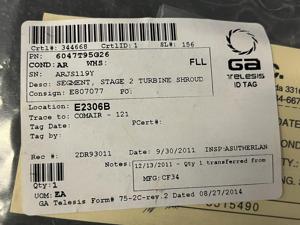 Crtl#: 344668 CrtlID: 1 SL#: 156
PN: 6047T95G26
COND: AR WHS: FLL
SN: ARJS119Y
Desc: SEGMENT, STAGE 2 TURBINE SHROUD
Consign: E807077 PO:
GA
TELESIS
ID TAG
Location: E2306B
Trace to: COMAIR - 121
Tag Date: PCert#:
Tag By:
Rec #: 2DR93011 Date: 9/30/2011 INSP:ASUTHERLAN
Notes: 12/13/2011 - Qty 1 transferred from
Qty: 1
MFG:CF34
UOM: EA
GA Telesis Form# 75-2C-rev.2 Dated 08/27/2014